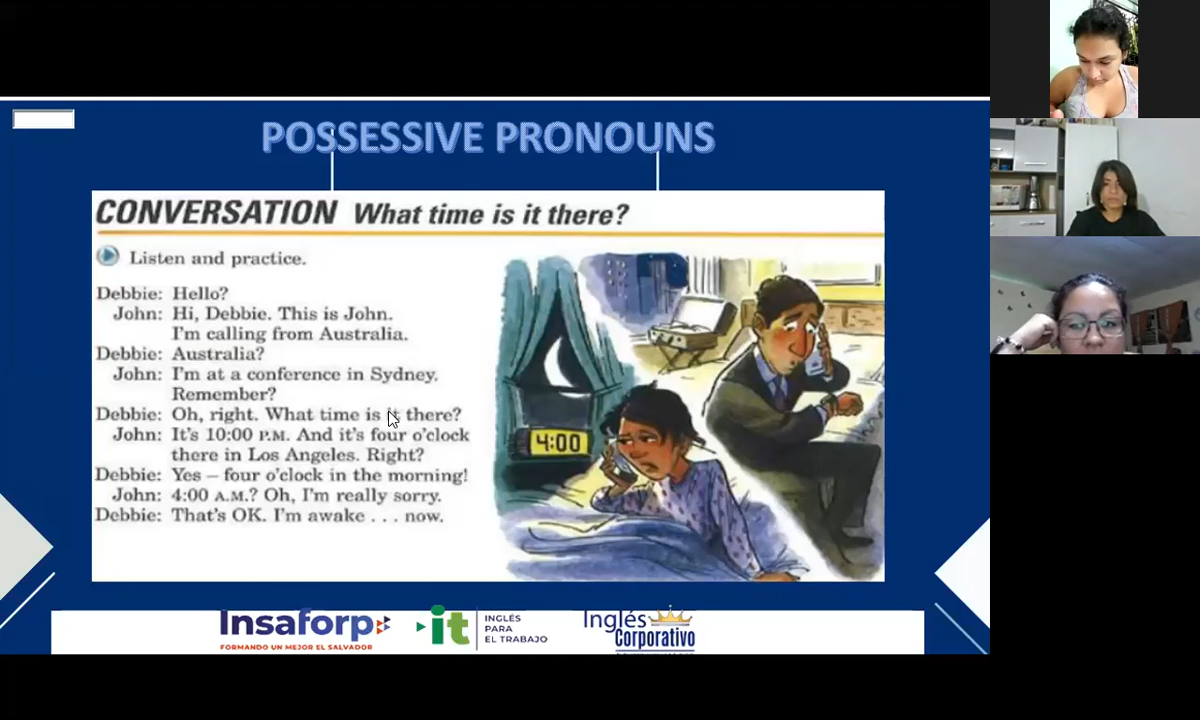 POSSESSIVE PRONOUNS
CONVERSATION What time is it there?
Listen and practice.
Debbie: Hello?
John: Hi, Debbie. This is John.
I'm calling from Australia.
Debbie: Australia?
John: I'm at a conference in Sydney.
Remember?
Debbie: Oh, right. What time is it there?
John: It's 10:00 P.M. And it's four o'clock
there in Los Angeles. Right?
Debbie: Yes – four o'clock in the morning!
John: 4:00 A.M.? Oh, I'm really sorry.
Debbie: That's OK. I'm awake . . . now.
4:00
Insaforp
FORMANDO UN MEJOR EL SALVADOR
it
INGLÉS
PARA
EL TRABAJO
Inglés
Corporativo